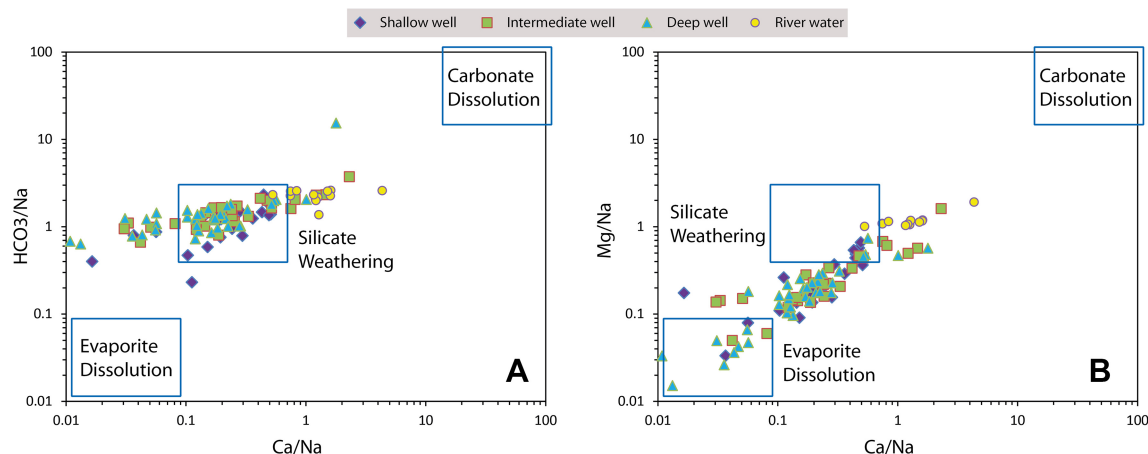 Shallow well Intermediate well Deep well River water
100
10
1
0.1
0.01
HCO3/Na
Carbonate
Dissolution
Silicate
Weathering
Evaporite
Dissolution
A
0.01 0.1 1 10 100
Ca/Na
100
10
1
0.1
0.01
Mg/Na
Carbonate
Dissolution
Silicate
Weathering
Evaporite
Dissolution
B
0.01 0.1 1 10 100
Ca/Na